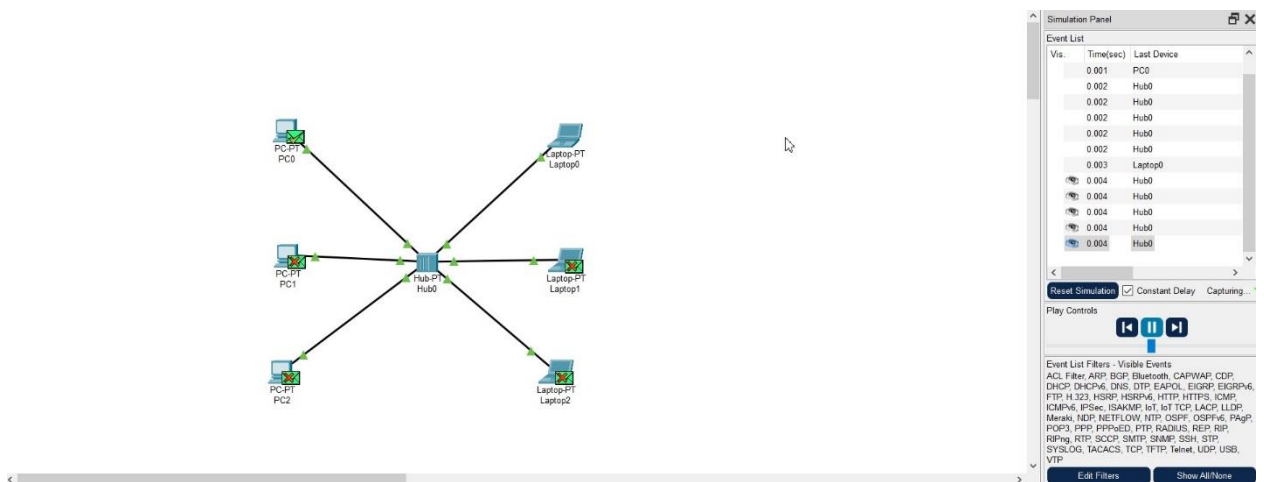 Simulation Panel
Event List
Vis. Time(sec) Last Device
0.001 PC0
0.002 Hub0
0.002 Hub0
0.002 Hub0
0.002 Hub0
0.002 Hub0
0.003 Laptop0
0.004 Hub0
0.004 Hub0
0.004 Hub0
0.004 Hub0
0.004 Hub0
Reset Simulation Constant Delay Capturing...
Play Controls
Event List Filters - Visible Events
ACL Filter, ARP, BGP, Bluetooth, CAPWAP, CDP,
DHCP, DHCPv6, DNS, DTP, EAPOL, EIGRP, EIGRPv6,
FTP, H.323, HSRP, HSRPv6, HTTP, HTTPS, ICMP,
ICMPv6, IPSec, ISAKMP, IoT, IoT TCP, LACP, LLDP,
Meraki, NDP, NETFLOW, NTP, OSPF, OSPFv6, PAgP,
POP3, PPP, PPPoED, PTP, RADIUS, REP, RIP,
RIPng, RTP, SCCP, SMTP, SNMP, SSH, STP,
SYSLOG, TACACS, TCP, TFTP, Telnet, UDP, USB,
VTP
Edit Filters Show All/None
PC-PT
PC0
Laptop-PT
Laptop0
PC-PT
PC1
Hub-PT
Hub0
Laptop-PT
Laptop1
PC-PT
PC2
Laptop-PT
Laptop2